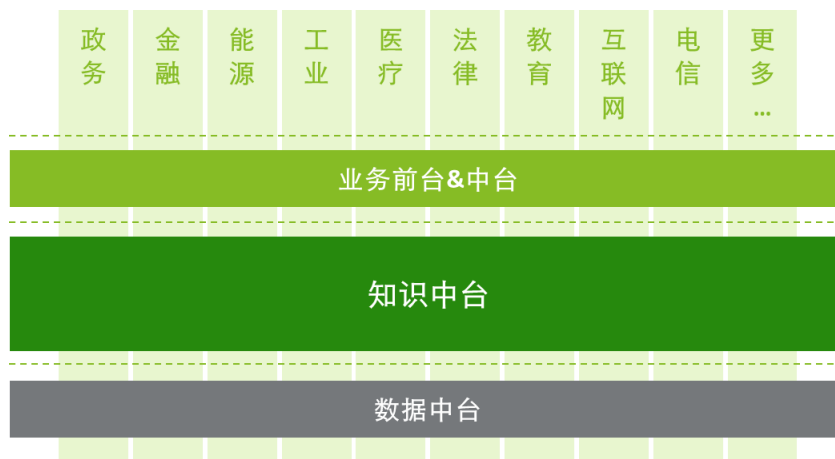 政务
金融
能源
工业
医疗
法律
教育
互联网
电信
更多...
业务前台&中台
知识中台
数据中台